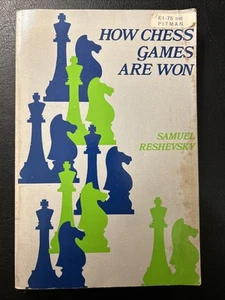 £1·75 net
PITMAN
HOW CHESS
GAMES
ARE WON
SAMUEL
RESHEVSKY